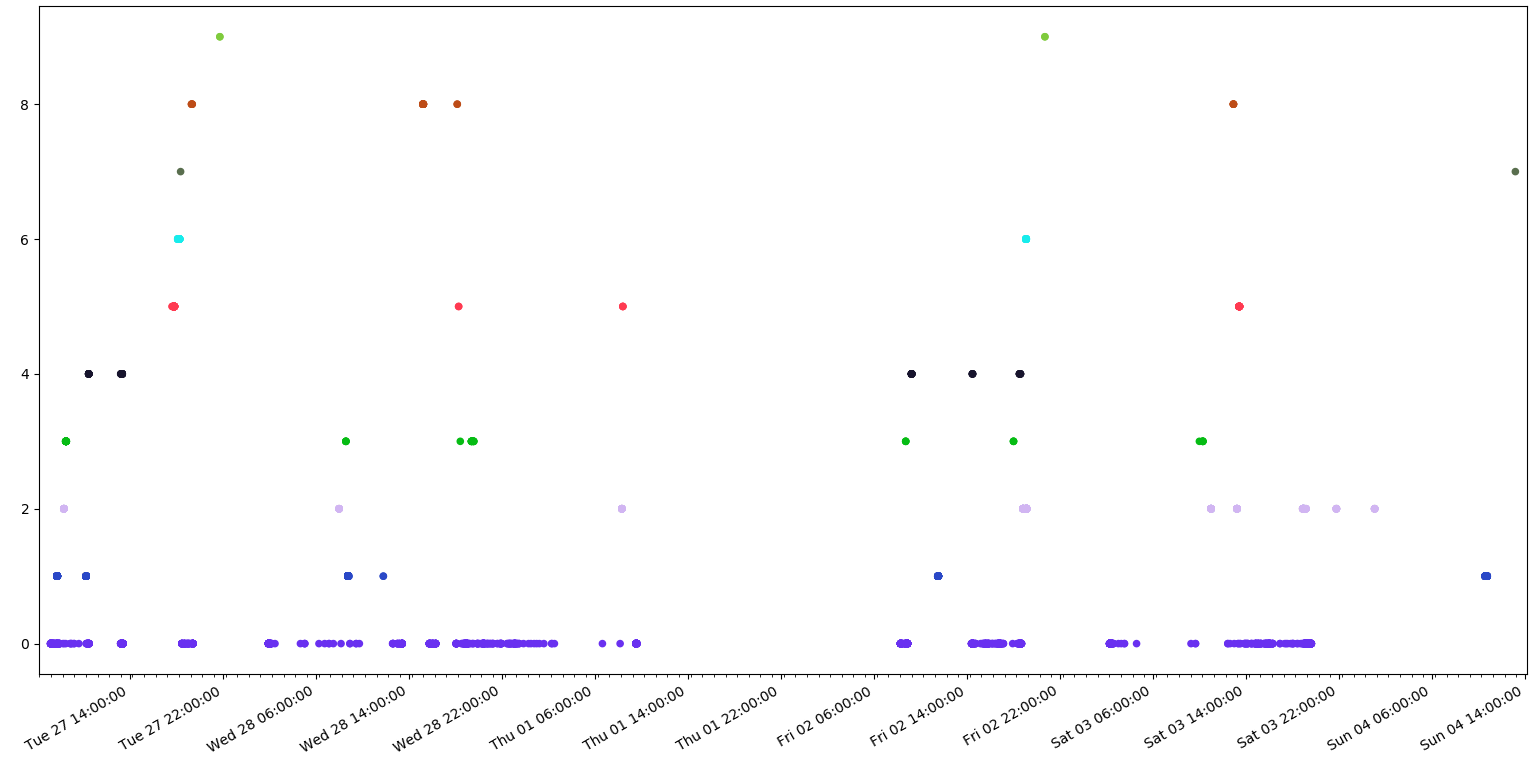 8
6
4
2
0
Tue 27 14:00:00
Tue 27 22:00:00
Wed 28 06:00:00
Wed 28 14:00:00
Wed 28 22:00:00
Thu 01 06:00:00
Thu 01 14:00:00
Thu 01 22:00:00
Fri 02 06:00:00
Fri 02 14:00:00
Fri 02 22:00:00
Sat 03 06:00:00
Sat 03 14:00:00
Sat 03 22:00:00
Sun 04 06:00:00
Sun 04 14:00:00